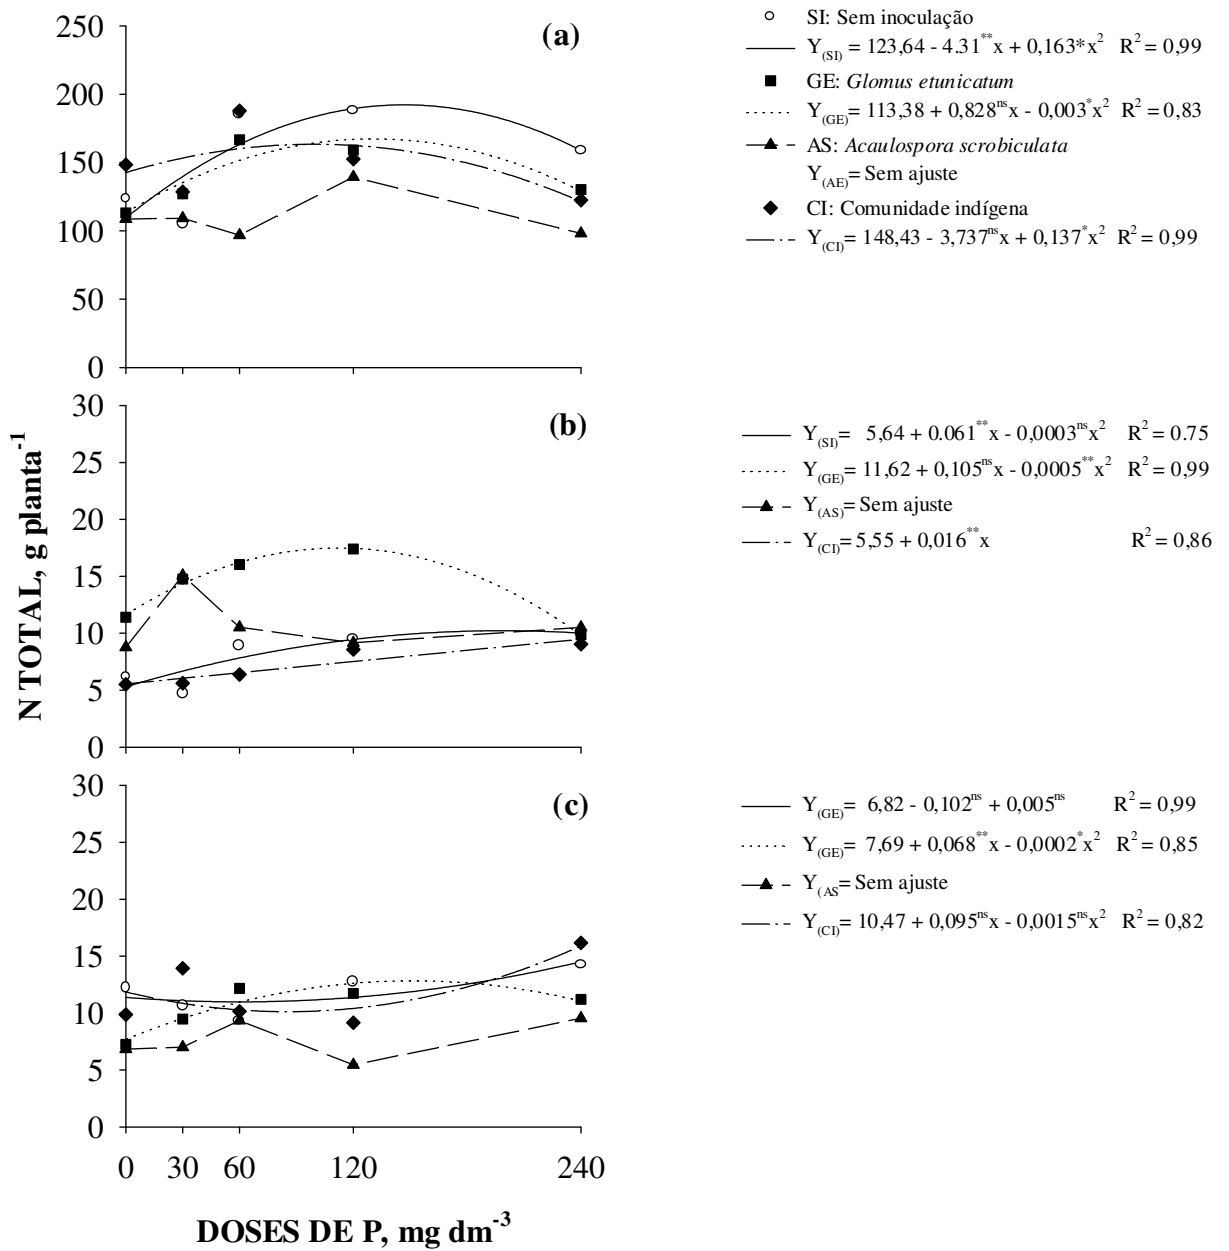 (a)
250
200
150
100
50
0
SI: Sem inoculação
Y(SI) = 123,64 - 4.31**x + 0,163*x² R² = 0,99
GE: Glomus etunicatum
Y(GE) = 113,38 + 0,828nsx - 0,003*x² R² = 0,83
AS: Acaulospora scrobiculata
Y(AE)= Sem ajuste
CI: Comunidade indígena
Y(CI)= 148,43 - 3,737nsx + 0,137*x² R² = 0,99
(b)
30
25
20
15
10
5
0
Y(SI)= 5,64 + 0.061**x - 0,0003nsx² R² = 0.75
Y(GE)= 11,62 + 0,105nsx - 0,0005**x² R² = 0,99
Y(AS)= Sem ajuste
Y(CI)= 5,55 + 0,016**x R² = 0,86
N TOTAL, g planta-1
(c)
30
25
20
15
10
5
0
Y(GE)= 6,82 - 0,102ns + 0,005ns R² = 0,99
Y(GE)= 7,69 + 0,068**x - 0,0002*x² R² = 0,85
Y(AS= Sem ajuste
Y(CI)= 10,47 + 0,095nsx - 0,0015nsx² R² = 0,82
0 30 60 120 240
DOSES DE P, mg dm-3